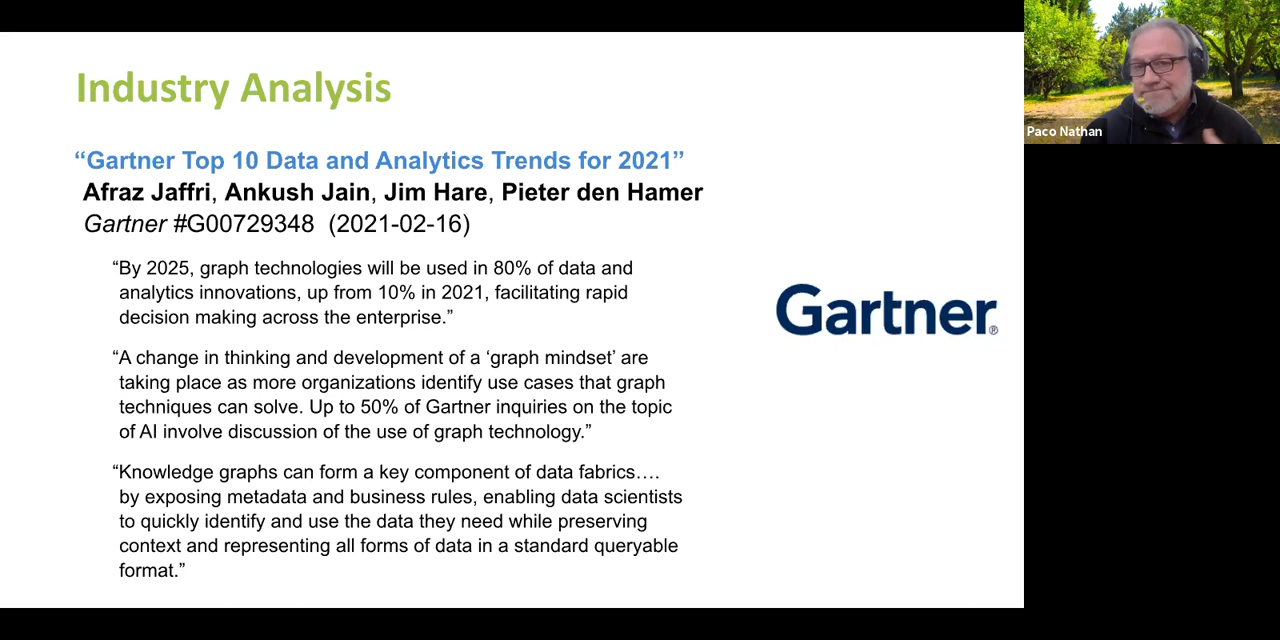 Industry Analysis
“Gartner Top 10 Data and Analytics Trends for 2021”
Afraz Jaffri, Ankush Jain, Jim Hare, Pieter den Hamer
Gartner #G00729348 (2021-02-16)
“By 2025, graph technologies will be used in 80% of data and
analytics innovations, up from 10% in 2021, facilitating rapid
decision making across the enterprise.”
“A change in thinking and development of a ‘graph mindset’ are
taking place as more organizations identify use cases that graph
techniques can solve. Up to 50% of Gartner inquiries on the topic
of AI involve discussion of the use of graph technology.”
“Knowledge graphs can form a key component of data fabrics….
by exposing metadata and business rules, enabling data scientists
to quickly identify and use the data they need while preserving
context and representing all forms of data in a standard queryable
format.”
Gartner®
Paco Nathan